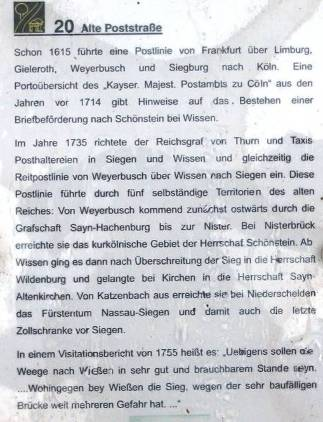 20 Alte Poststraße
Schon 1615 führte eine Postlinie von Frankfurt über Limburg,
Gieleroth, Weyerbusch und Siegburg nach Köln. Eine
Portoübersicht des „Kayser. Majest. Postambts zu Cöln" aus den
Jahren vor 1714 gibt Hinweise auf das Bestehen einer
Briefbeförderung nach Schönstein bei Wissen.
Im Jahre 1735 richtete der Reichsgraf von Thurn und Taxis
Posthaltereien in Siegen und Wissen und gleichzeitig die
Reitpostlinie von Weyerbusch über Wissen nach Siegen ein. Diese
Postlinie führte durch fünf selbständige Territorien des alten
Reiches: Von Weyerbusch kommend zunächst ostwärts durch die
Grafschaft Sayn-Hachenburg bis zur Nister. Bei Nisterbrück
erreichte sie das kurkölnische Gebiet der Herrschaf Schönstein. Ab
Wissen ging es dann nach Überschreitung der Sieg in die Herrschaft
Wildenburg und gelangte bei Kirchen in die Herrschaft Sayn-
Altenkirchen. Von Katzenbach aus erreichte sie bei Niederschelden
das Fürstentum Nassau-Siegen und damit auch die letzte
Zollschranke vor Siegen.
In einem Visitationsbericht von 1755 heißt es: „Uebigens sollen die
Weege nach Wießen in sehr gut und brauchbarem Stande seyn.
....Wohingegen bey Wießen die Sieg, wegen der sehr baufälligen
Brücke weit mehreren Gefahr hat. ..."